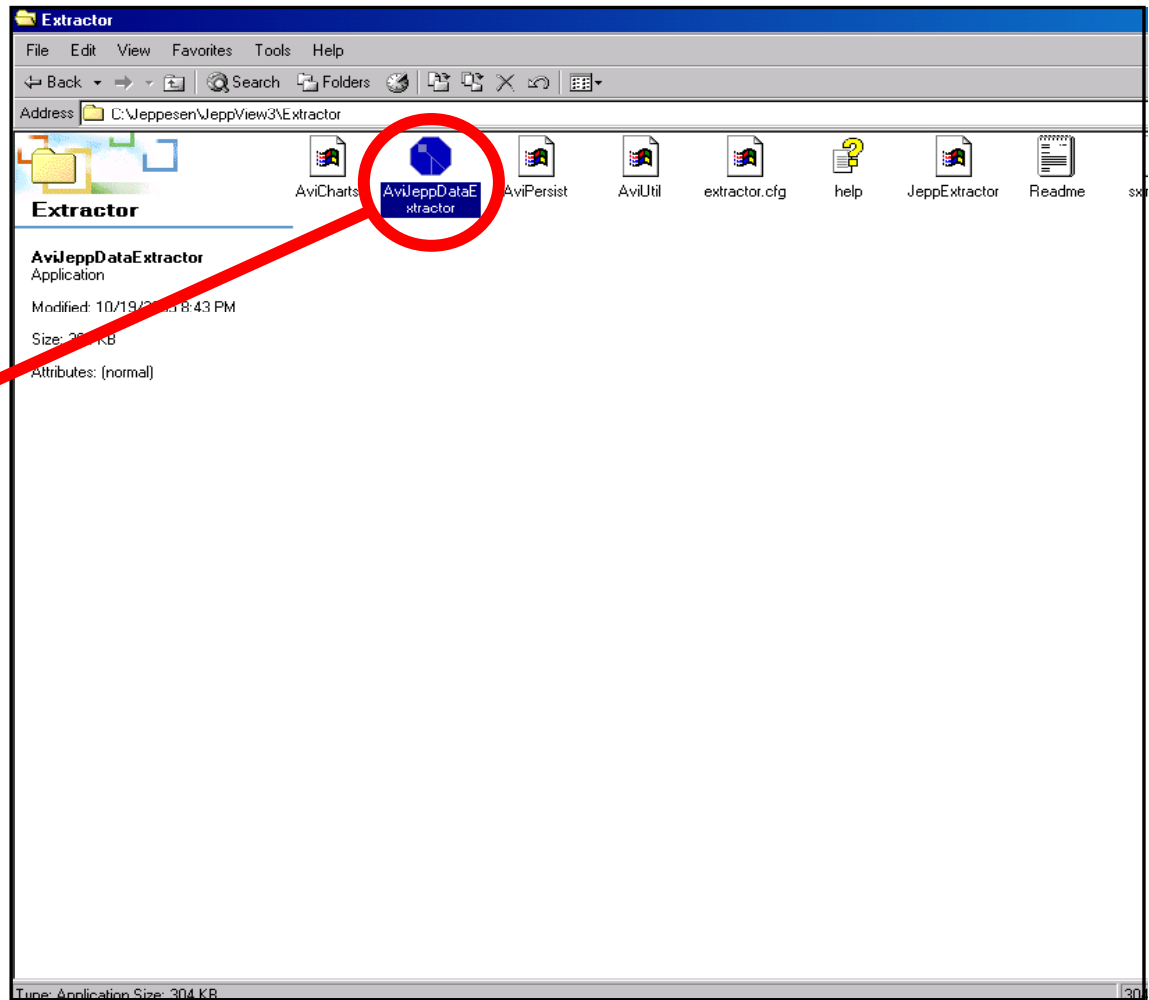 Extractor
File Edit View Favorites Tools Help
Back Search Folders
Address C:\Jeppesen\JeppView3\Extractor
AviCharts AviJeppDataE AviPersist AviUtil extractor.cfg help JeppExtractor Readme
xtractor
Extractor
AviJeppDataExtractor
Application
Modified: 8:43 PM
Size: KB
Attributes: (normal)
Type: Application Size: 304 KB